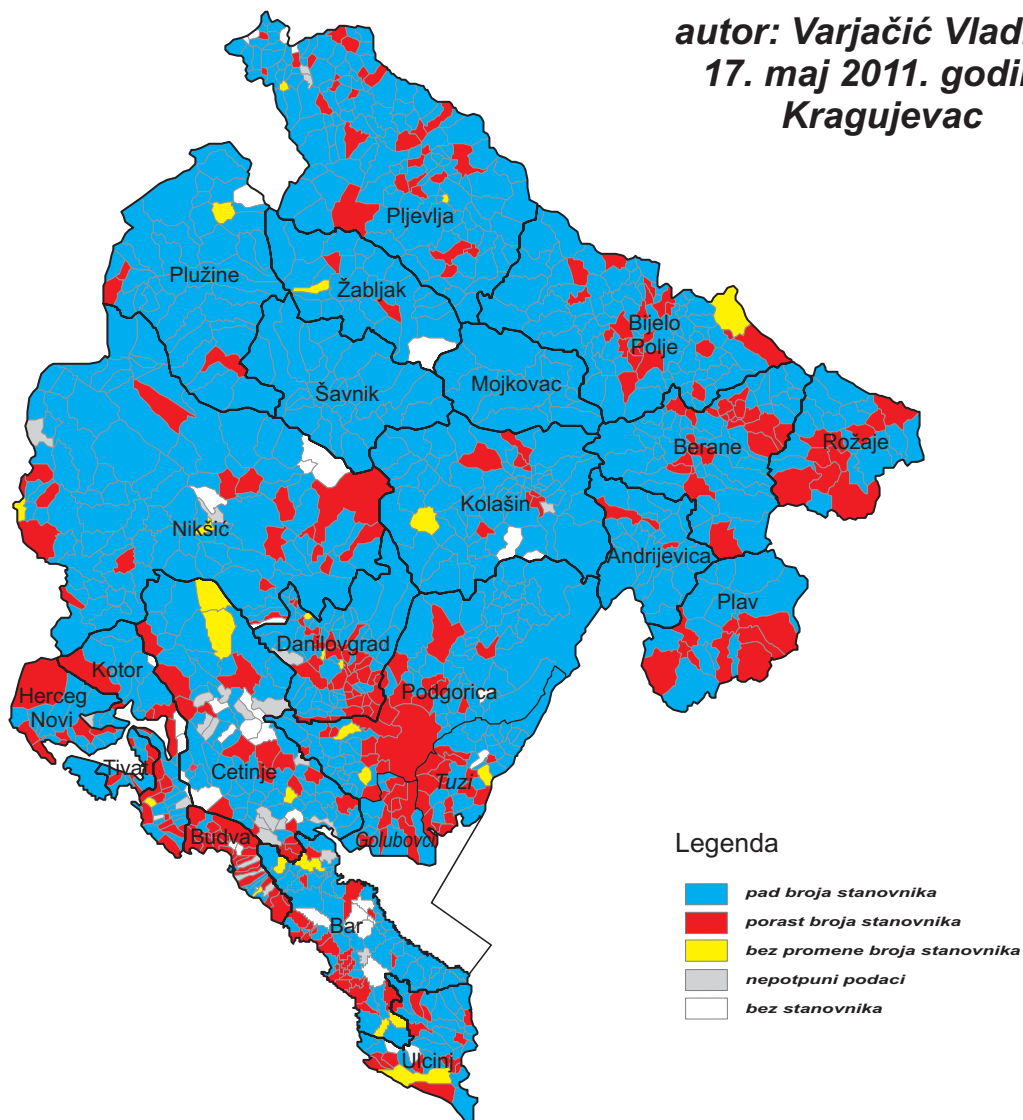 autor: Varjačić Vlad
17. maj 2011. godi
Kragujevac
Pljevlja
Plužine
Žabljak
Bijelo
Polje
Šavnik
Mojkovac
Berane
Rožaje
Kolašin
Nikšić
Andrijevica
Plav
Danilovgrad
Kotor
Podgorica
Herceg
Novi
Tivat
Cetinje
Tuzi
Budva
Golubovci
Bar
Ulcinj
Legenda
pad broja stanovnika
porast broja stanovnika
bez promene broja stanovnika
nepotpuni podaci
bez stanovnika